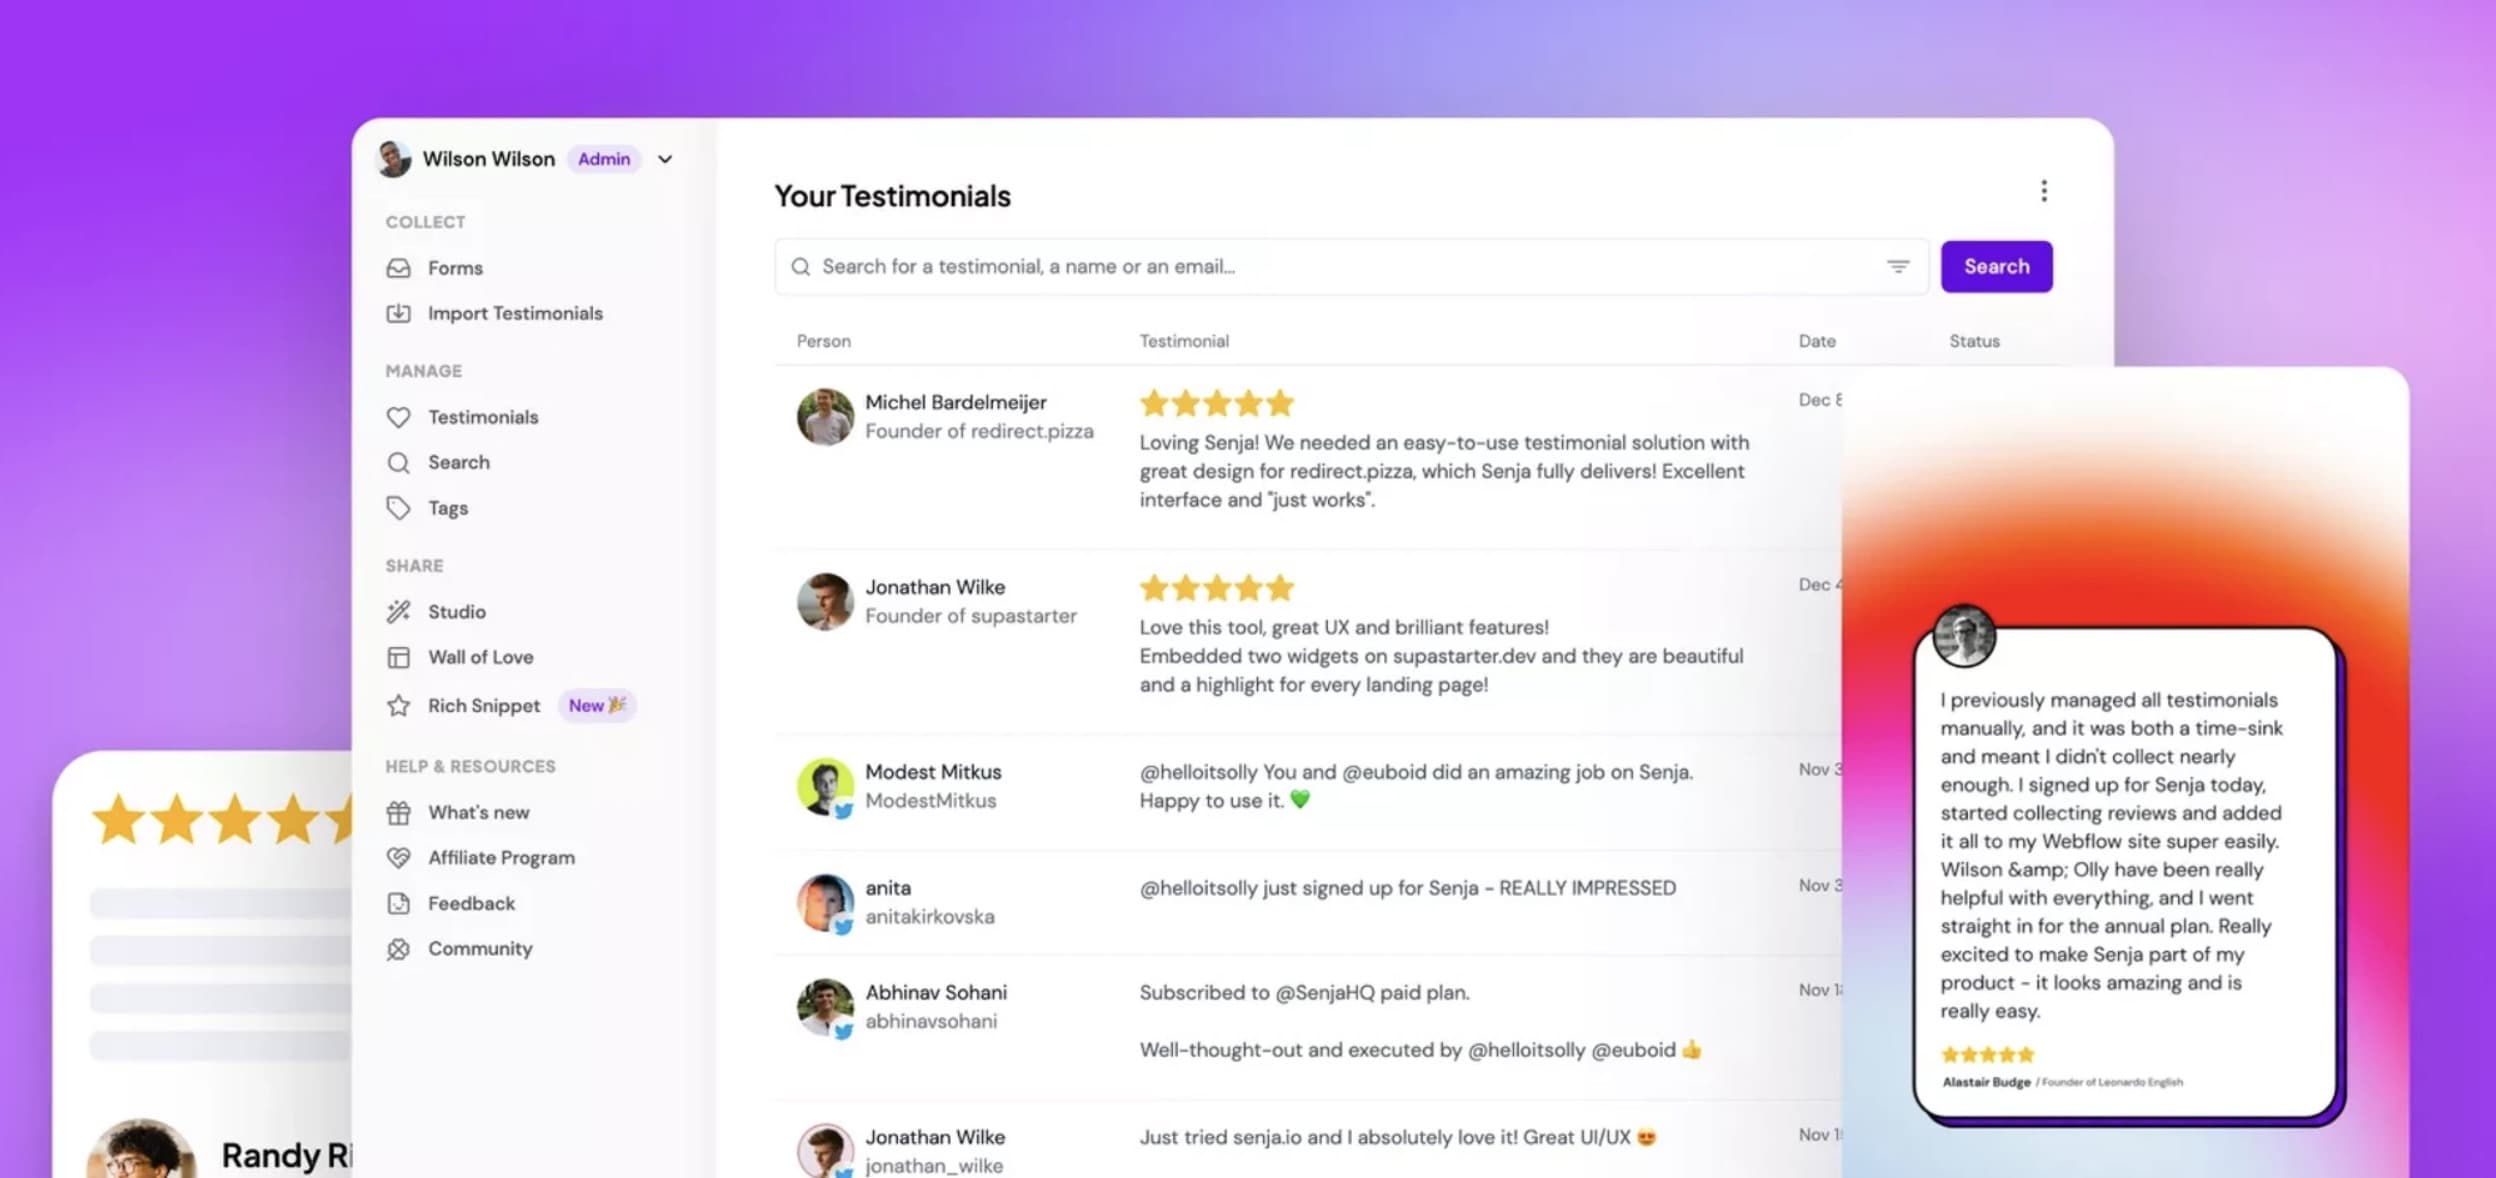 Wilson Wilson Admin
COLLECT
Forms
Import Testimonials
MANAGE
Testimonials
Search
Tags
SHARE
Studio
Wall of Love
Rich Snippet New 🎉
HELP & RESOURCES
What's new
Affiliate Program
Feedback
Community
Your Testimonials
Search for a testimonial, a name or an email...
Search
Person Testimonial Date Status
Michel Bardelmeijer
Founder of redirect.pizza
Loving Senja! We needed an easy-to-use testimonial solution with
great design for redirect.pizza, which Senja fully delivers! Excellent
interface and "just works".
Dec
Jonathan Wilke
Founder of supastarter
Love this tool, great UX and brilliant features!
Embedded two widgets on supastarter.dev and they are beautiful
and a highlight for every landing page!
Dec
Modest Mitkus
ModestMitkus
@helloitsolly You and @euboid did an amazing job on Senja.
Happy to use it. 💚
Nov
anita
anitakirkovska
@helloitsolly just signed up for Senja - REALLY IMPRESSED
Nov
Abhinav Sohani
abhinavsohani
Subscribed to @SenjaHQ paid plan.
Well-thought-out and executed by @helloitsolly @euboid 👍
Nov
Jonathan Wilke
jonathan_wilke
Just tried senja.io and I absolutely love it! Great UI/UX 😍
Nov
I previously managed all testimonials
manually, and it was both a time-sink
and meant I didn't collect nearly
enough. I signed up for Senja today,
started collecting reviews and added
it all to my Webflow site super easily.
Wilson &amp; Olly have been really
helpful with everything, and I went
straight in for the annual plan. Really
excited to make Senja part of my
product - it looks amazing and is
really easy.
Alastair Budge / Founder of Leonardo English
Randy